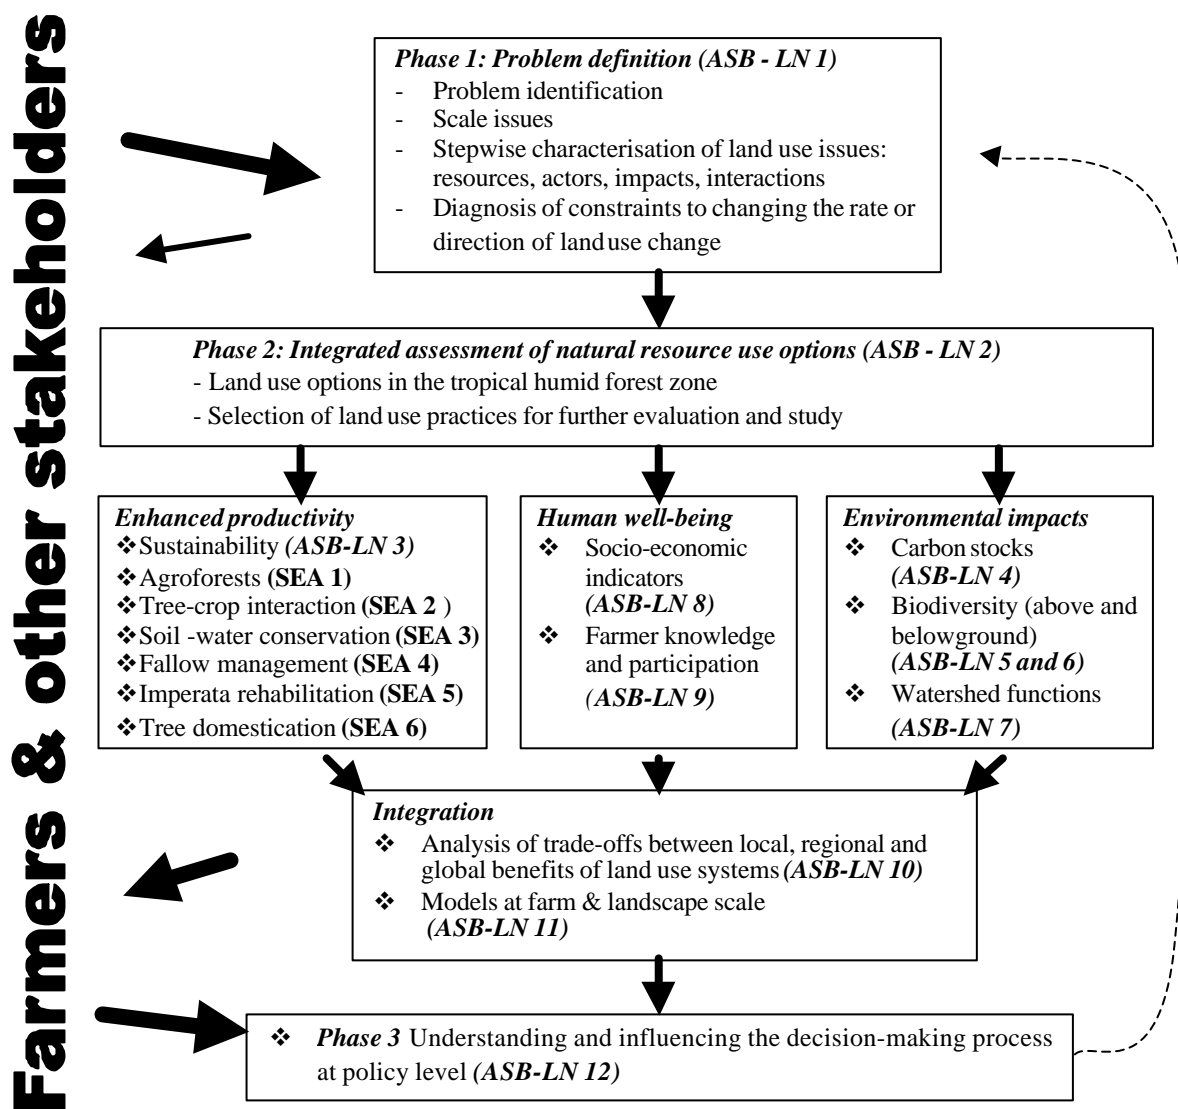 Farmers & other stakeholders
Phase 1: Problem definition (ASB - LN 1)
- Problem identification
- Scale issues
- Stepwise characterisation of land use issues:
resources, actors, impacts, interactions
- Diagnosis of constraints to changing the rate or
direction of land use change
Phase 2: Integrated assessment of natural resource use options (ASB - LN 2)
- Land use options in the tropical humid forest zone
- Selection of land use practices for further evaluation and study
Enhanced productivity
❖Sustainability (ASB-LN 3)
❖Agroforests (SEA 1)
❖Tree-crop interaction (SEA 2 )
❖Soil -water conservation (SEA 3)
❖Fallow management (SEA 4)
❖Imperata rehabilitation (SEA 5)
❖Tree domestication (SEA 6)
Human well-being
❖ Socio-economic
indicators
(ASB-LN 8)
❖ Farmer knowledge
and participation
(ASB-LN 9)
Environmental impacts
❖ Carbon stocks
(ASB-LN 4)
❖ Biodiversity (above and
belowground)
(ASB-LN 5 and 6)
❖ Watershed functions
(ASB-LN 7)
Integration
❖ Analysis of trade-offs between local, regional and
global benefits of land use systems (ASB-LN 10)
❖ Models at farm & landscape scale
(ASB-LN 11)
❖ Phase 3 Understanding and influencing the decision-making process
at policy level (ASB-LN 12)